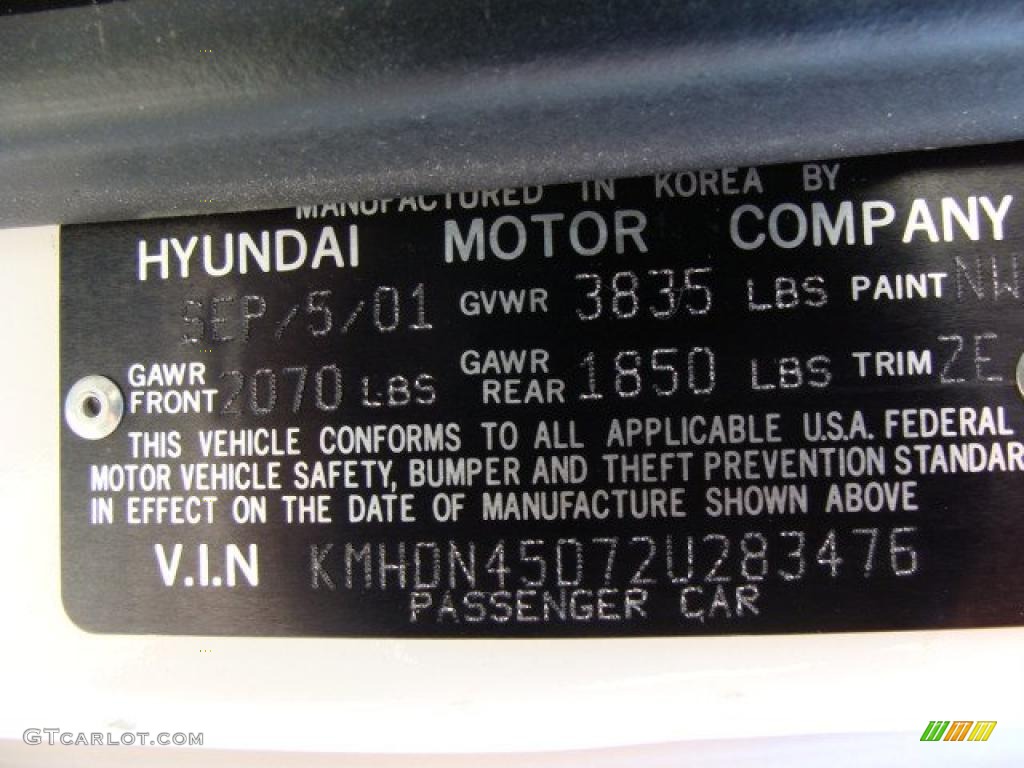 MANUFACTURED IN KOREA BY
HYUNDAI MOTOR COMPANY
SEP/5/01 GVWR 3835 LBS PAINT NW
GAWR FRONT 2070 LBS GAWR REAR 1850 LBS TRIM ZE
THIS VEHICLE CONFORMS TO ALL APPLICABLE U.S.A. FEDERAL
MOTOR VEHICLE SAFETY, BUMPER AND THEFT PREVENTION STANDAR
IN EFFECT ON THE DATE OF MANUFACTURE SHOWN ABOVE
V.I.N KMHDN45D72U283476
PASSENGER CAR
GTCARLOT.COM